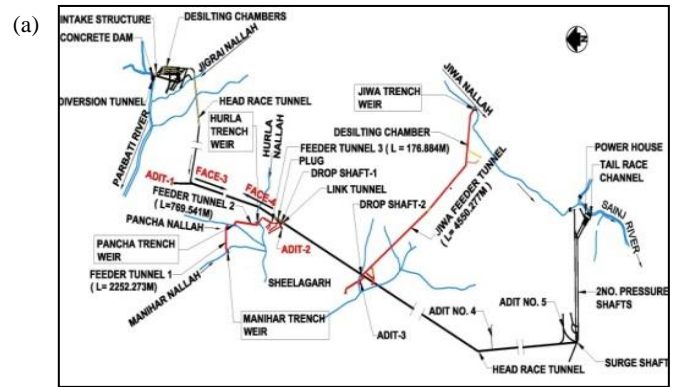 (a)
INTAKE STRUCTURE
DESILTING CHAMBERS
CONCRETE DAM
JIGRAI NALLAH
N
DIVERSION TUNNEL
HEAD RACE TUNNEL
PARBATI RIVER
HURLA
TRENCH
WEIR
HURLA
NALLAH
JIWA TRENCH
WEIR
JIWA NALLAH
DESILTING CHAMBER
FEEDER TUNNEL 3 (L = 176.884M)
PLUG
DROP SHAFT-1
LINK TUNNEL
POWER HOUSE
TAIL RACE
CHANNEL
SAINJ
RIVER
ADIT-1
FACE-3
FACE-4
FEEDER TUNNEL 2
(L=769.541M)
PANCHA NALLAH
DROP SHAFT-2
JIWA FEEDER TUNNEL
(L= 4550.277M)
PANCHA TRENCH
WEIR
ADIT-2
SHEELAGARH
FEEDER TUNNEL 1
( L= 2252.273M)
MANIHAR NALLAH
MANIHAR TRENCH
WEIR
ADIT-3
ADIT NO. 4
ADIT NO. 5
2NO. PRESSURE
SHAFTS
SURGE SHAFT
HEAD RACE TUNNEL